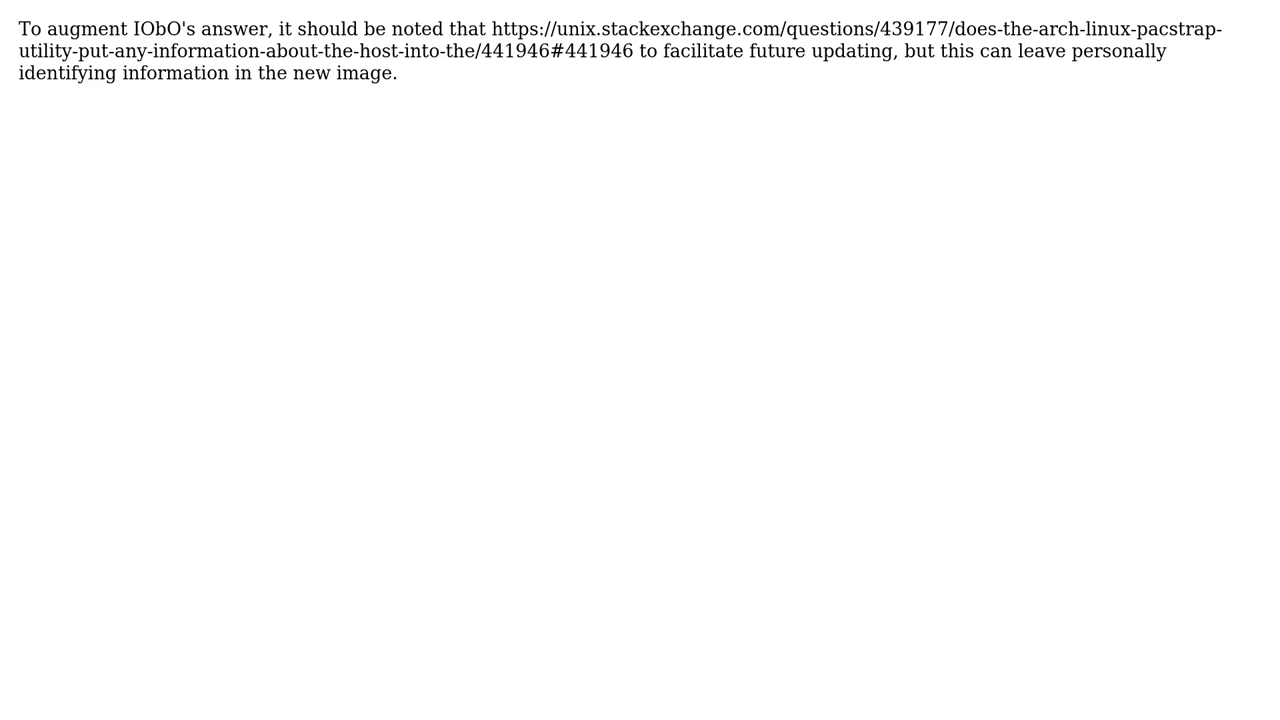 To augment IObO's answer, it should be noted that https://unix.stackexchange.com/questions/439177/does-the-arch-linux-pacstrap-
utility-put-any-information-about-the-host-into-the/441946#441946 to facilitate future updating, but this can leave personally
identifying information in the new image.